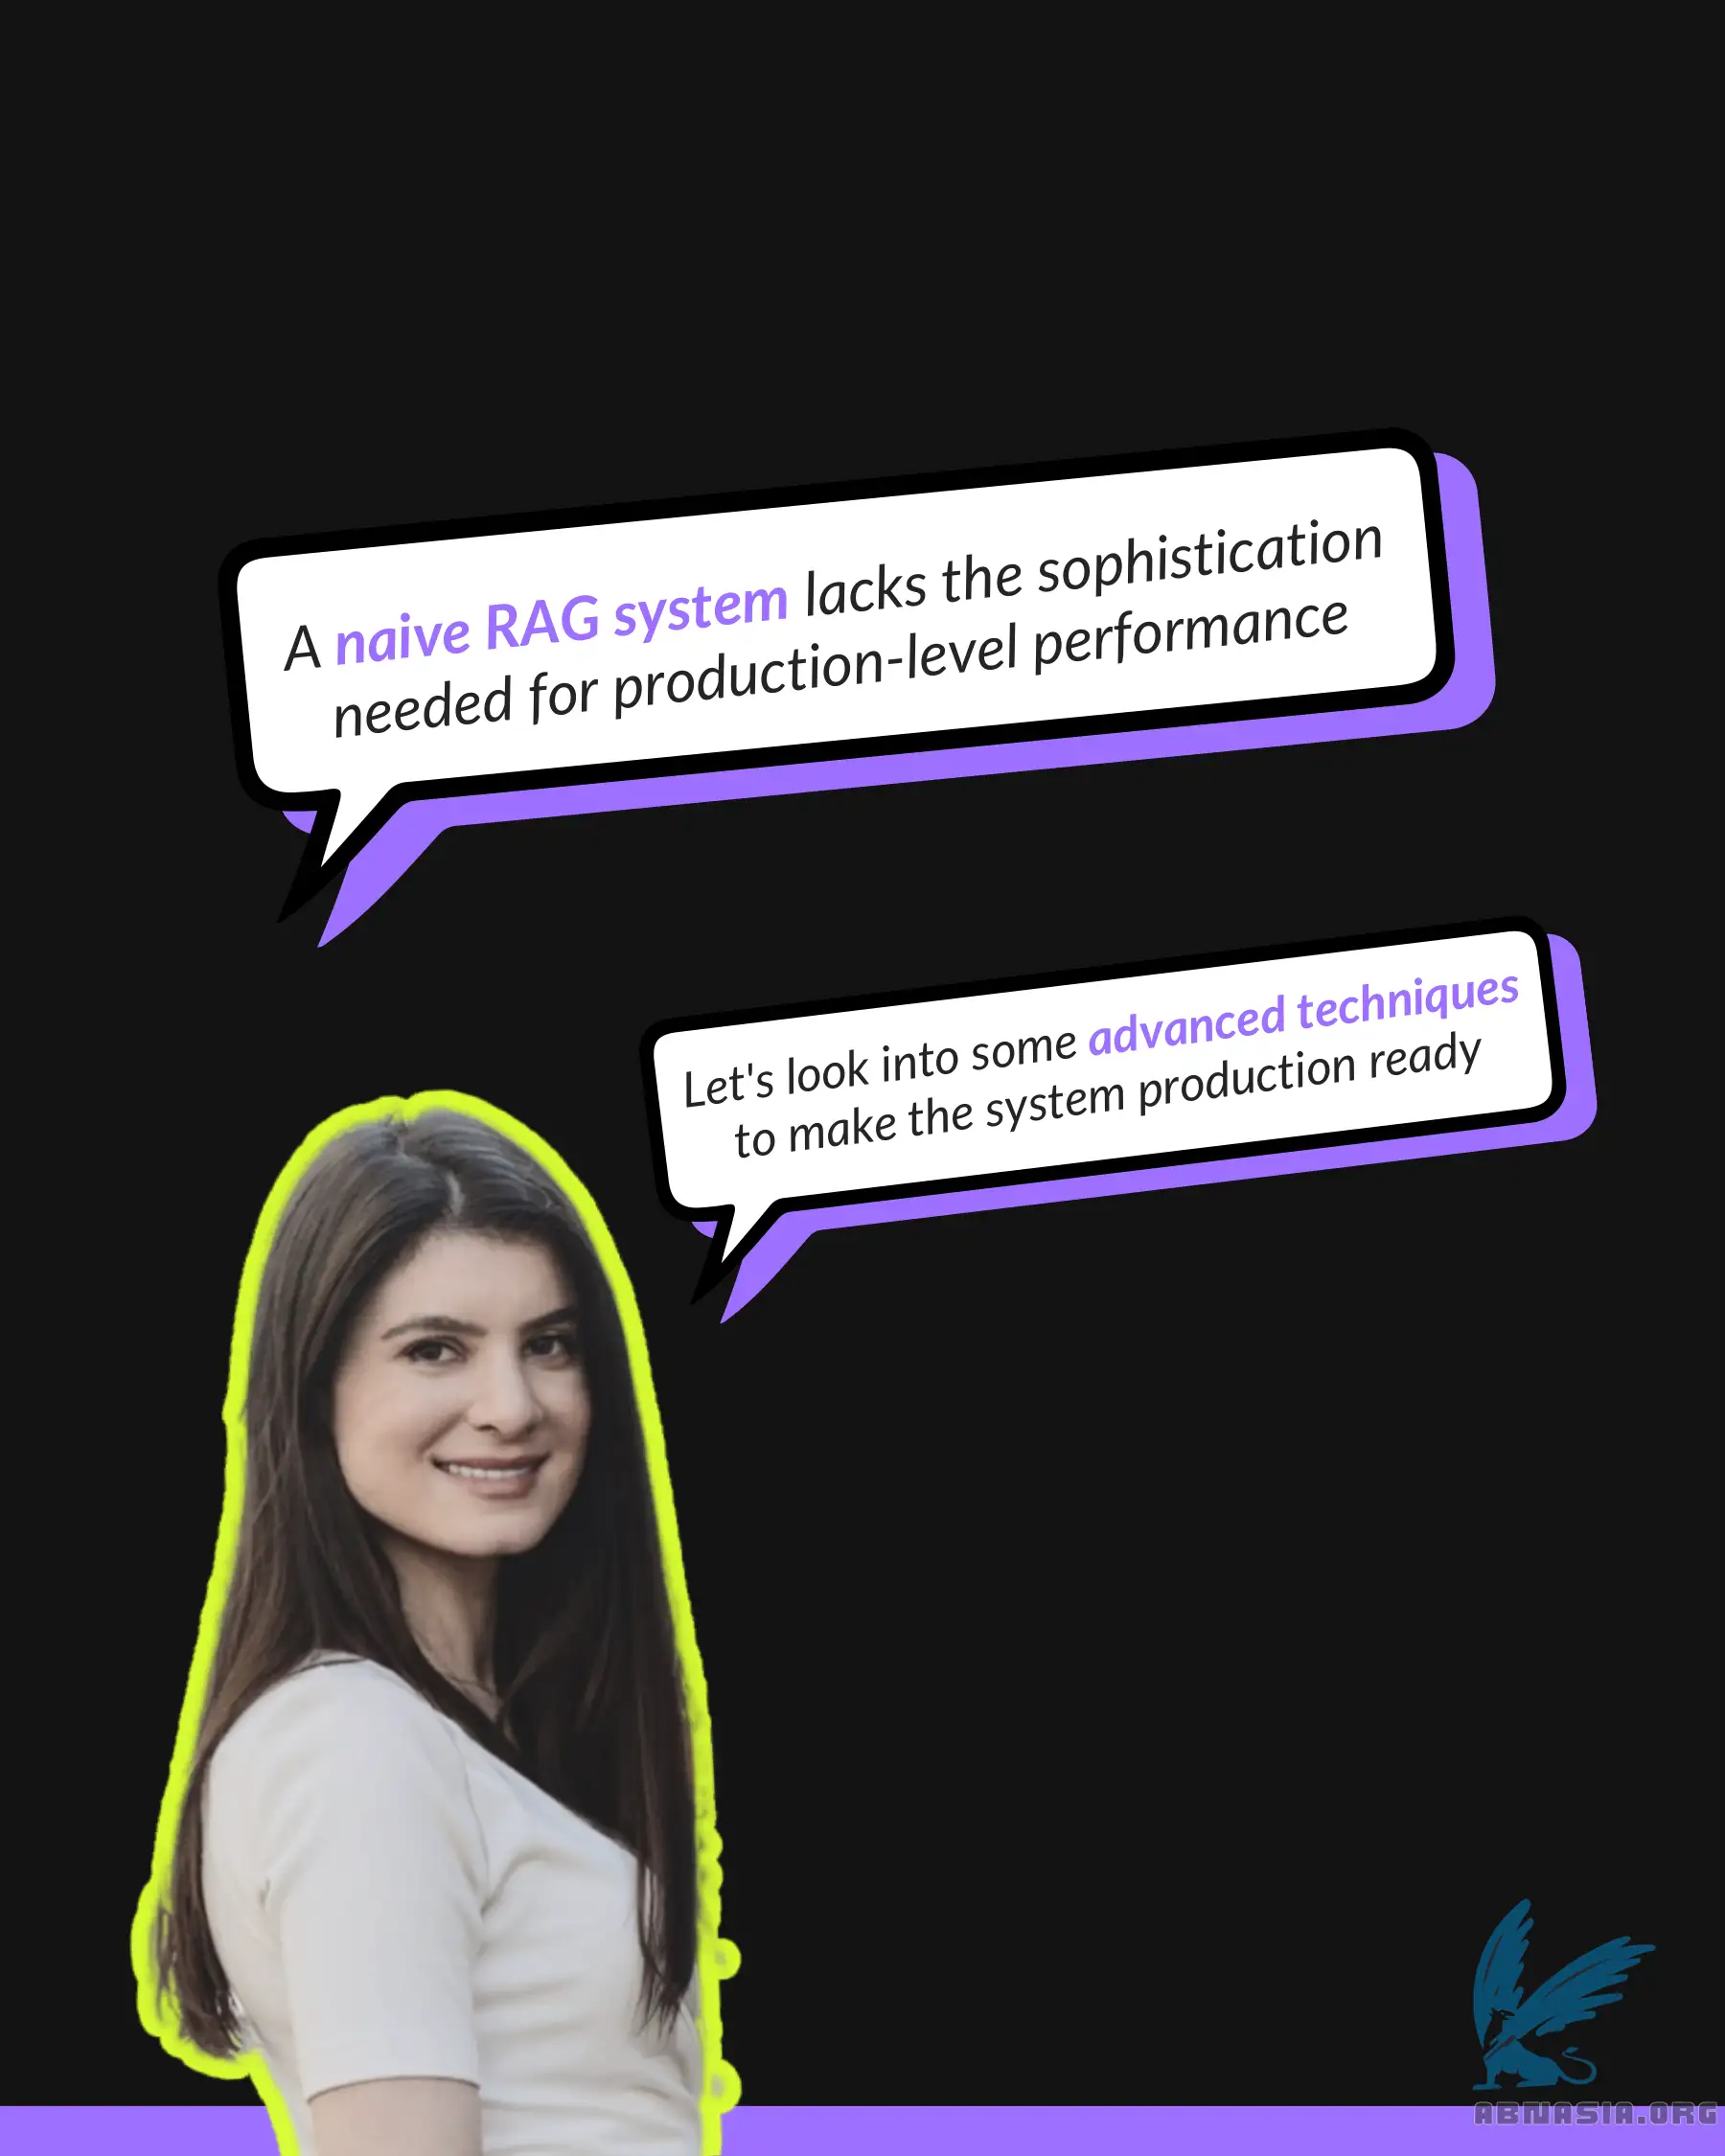 A naive RAG system lacks the sophistication
needed for production-level performance
Let's look into some advanced techniques
to make the system production ready
ABNASIA.ORG